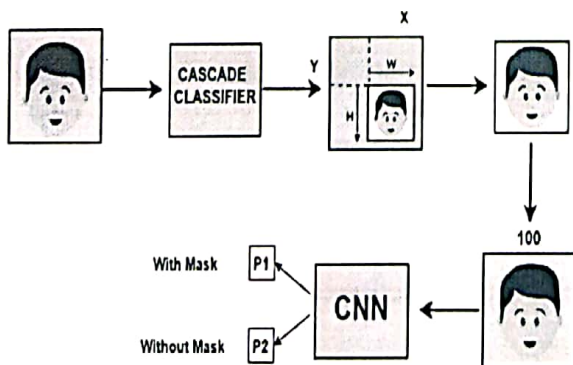 CASCADE
CLASSIFIER
X
Y
W
H
100
With Mask
P1
CNN
Without Mask
P2